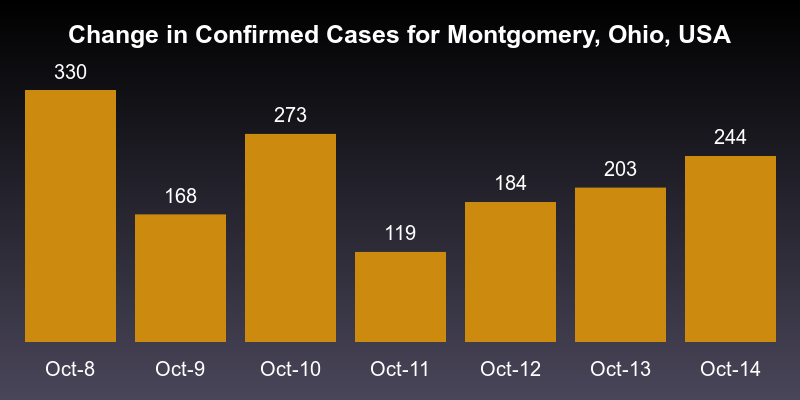 Change in Confirmed Cases for Montgomery, Ohio, USA
330
168
273
119
184
203
244
Oct-8
Oct-9
Oct-10
Oct-11
Oct-12
Oct-13
Oct-14